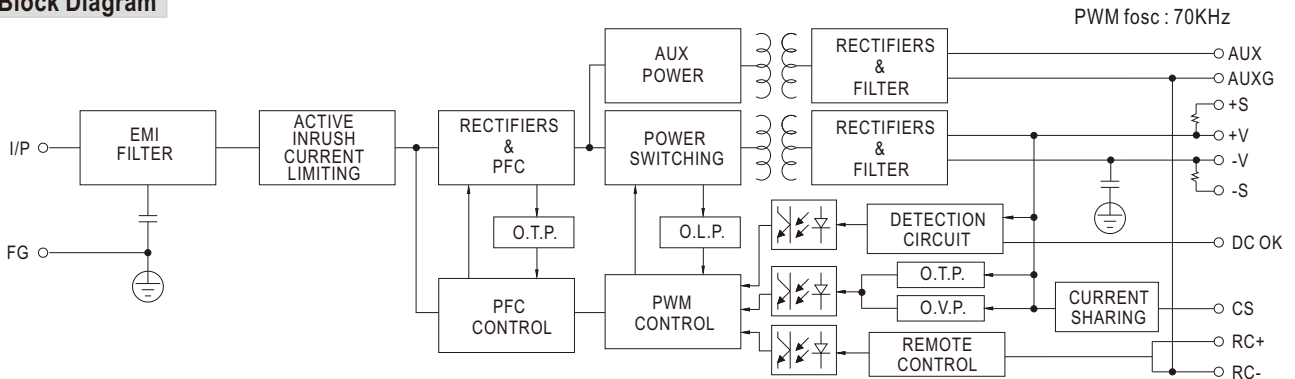 Block Diagram
PWM fosc : 70KHz
AUX
POWER
RECTIFIERS
&
FILTER
AUX
AUXG
+S
+V
-V
-S
I/P
EMI
FILTER
ACTIVE
INRUSH
CURRENT
LIMITING
RECTIFIERS
&
PFC
POWER
SWITCHING
RECTIFIERS
&
FILTER
FG
O.T.P.
O.L.P.
DETECTION
CIRCUIT
DC OK
PFC
CONTROL
PWM
CONTROL
O.T.P.
O.V.P.
CURRENT
SHARING
CS
REMOTE
CONTROL
RC+
RC-